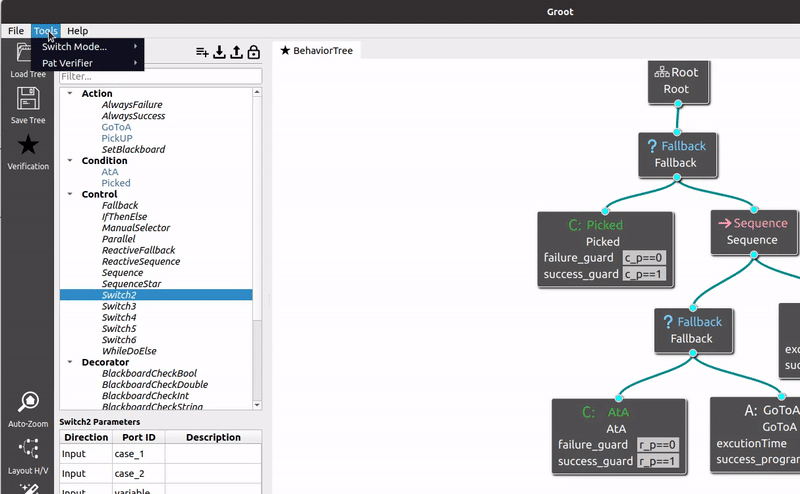 Groot
File Tools Help
Switch Mode...
Pat Verifier
Load Tree
Save Tree
Verification
Auto-Zoom
Layout H/V
Filter...
Action
AlwaysFailure
AlwaysSuccess
GoToA
PickUP
SetBlackboard
Condition
AtA
Picked
Control
Fallback
IfThenElse
ManualSelector
Parallel
ReactiveFallback
ReactiveSequence
Sequence
SequenceStar
Switch2
Switch3
Switch4
Switch5
Switch6
WhileDoElse
Decorator
BlackboardCheckBool
BlackboardCheckDouble
BlackboardCheckInt
BlackboardCheckString
Switch2 Parameters
Direction Port ID Description
Input case_1
Input case_2
Input variable
BehaviorTree
Root
Root
? Fallback
Fallback
C: Picked
Picked
failure_guard c_p==0
success_guard c_p==1
Sequence
Sequence
? Fallback
Fallback
C: AtA
AtA
failure_guard r_p==0
success_guard r_p==1
A: GoToA
GoToA
excutionTime
success_progra
exc
suc